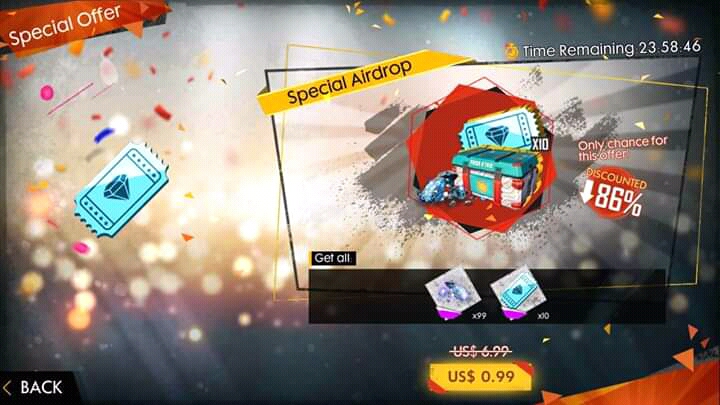 Special Offer
Time Remaining 23:58:46
Special Airdrop
X10
Only chance for
this offer
DISCOUNTED
86%
Get all
x99
x10
US$ 6.99
US$ 0.99
BACK